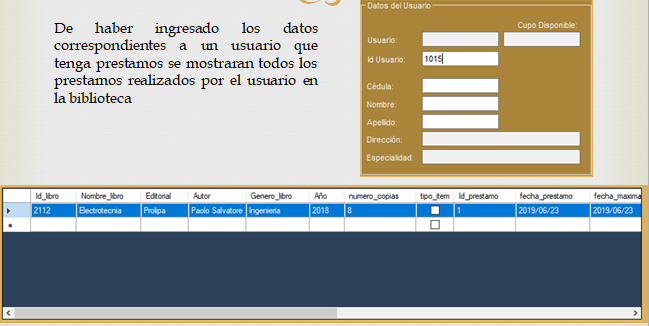 De haber ingresado los datos
correspondientes a un usuario que
tenga prestamos se mostraran todos los
prestamos realizados por el usuario en
la biblioteca
Datos del Usuario
Cupo Disponible:
Usuario:
Id Usuario: 1015
Cédula:
Nombre:
Apellido:
Dirección:
Especialidad:
Id_libro Nombre_libro Editorial Autor Genero_libro Año numero_copias tipo_item Id_prestamo fecha_prestamo fecha_maxima
2112 Electrotecnia Prolipa Paolo Salvatore Ingenieria 2018 8 1 2019/06/23 2019/06/23